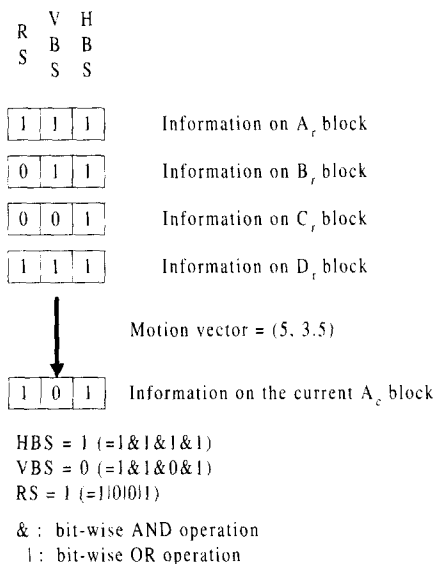 R S
V B S
H B S
1 1 1 Information on A_r block
0 1 1 Information on B_r block
0 0 1 Information on C_r block
1 1 1 Information on D_r block
Motion vector = (5, 3.5)
1 0 1 Information on the current A_c block
HBS = 1 (=1&1&1&1)
VBS = 0 (=1&1&0&1)
RS = 1 (=1|0|0|1)
& : bit-wise AND operation
| : bit-wise OR operation